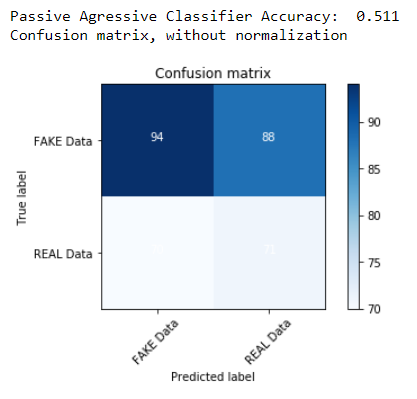 Passive Agressive Classifier Accuracy:  0.511
Confusion matrix, without normalization
Confusion matrix
True label
FAKE Data
94
88
REAL Data
71
FAKE Data
REAL Data
Predicted label
90
85
80
75
70